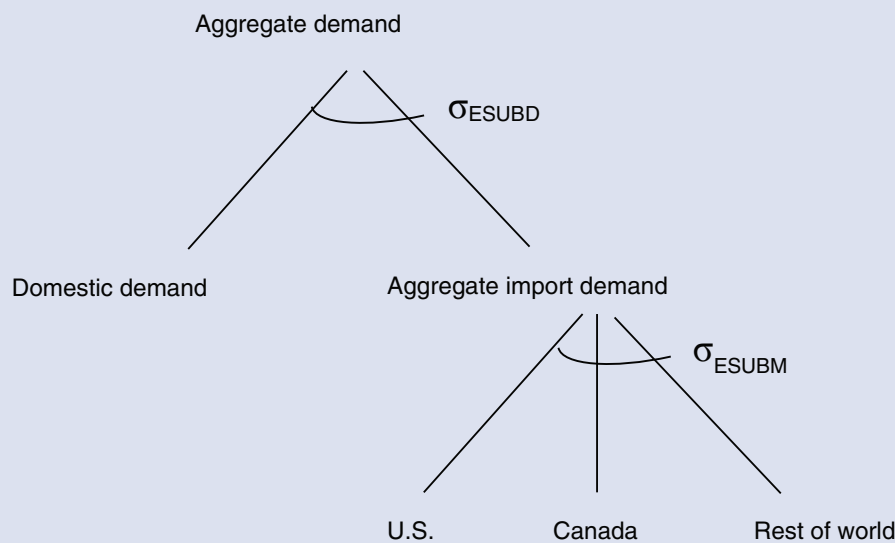 Aggregate demand
σESUBD
Domestic demand
Aggregate import demand
σESUBM
U.S.
Canada
Rest of world